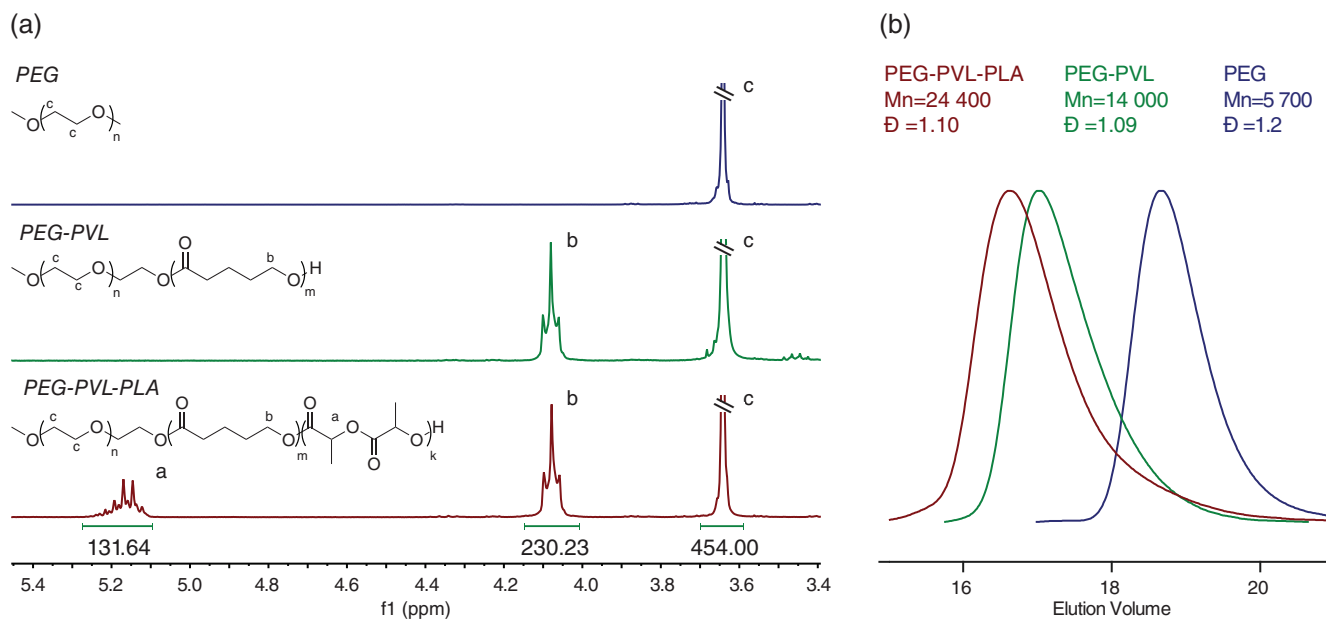 (a)
PEG
c
O
O
n
c
c
PEG-PVL
O
b
c
O
O
O
O
H
c
n
m
b
c
PEG-PVL-PLA
O
O
c
b
a
O
O
O
O
O
O
H
c
n
m
O
k
a
b
c
131.64
230.23
454.00
5.4 5.2 5.0 4.8 4.6 4.4 4.2 4.0 3.8 3.6 3.4
f1 (ppm)
(b)
PEG-PVL-PLA
Mn=24 400
Đ =1.10
PEG-PVL
Mn=14 000
Đ =1.09
PEG
Mn=5 700
Đ =1.2
16 18 20
Elution Volume